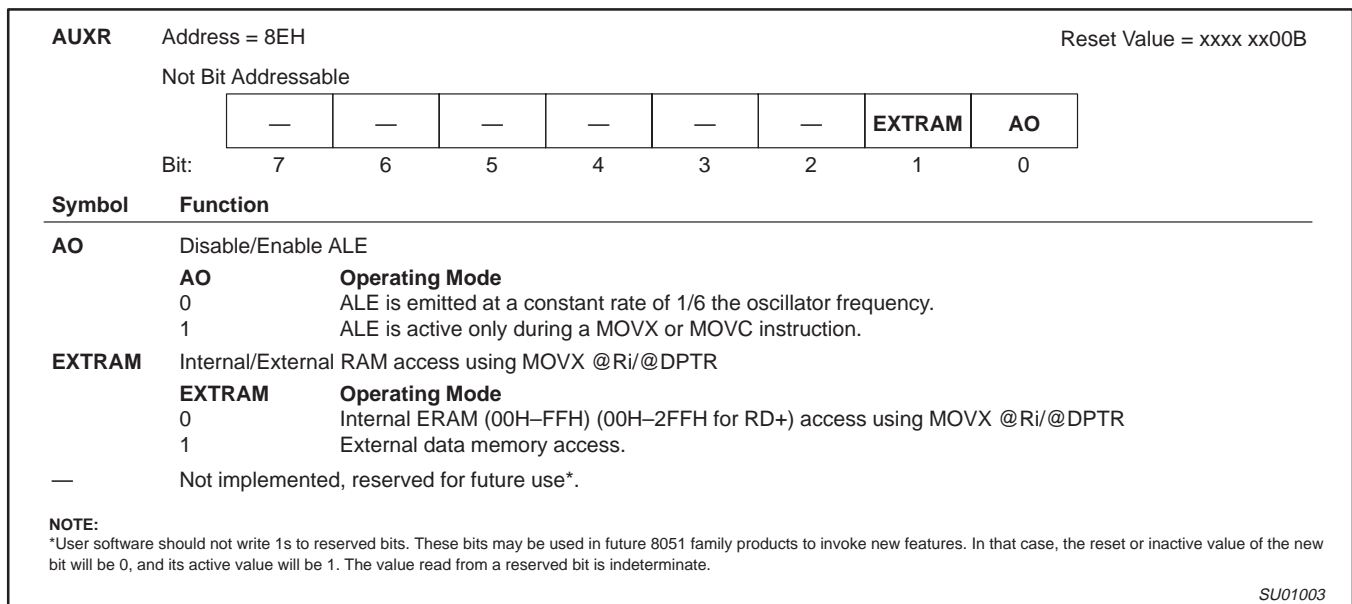 AUXR Address = 8EH Reset Value = xxxx xx00B
Not Bit Addressable
— — — — — — EXTRAM AO
Bit: 7 6 5 4 3 2 1 0
Symbol Function
AO Disable/Enable ALE
AO Operating Mode
0 ALE is emitted at a constant rate of 1/6 the oscillator frequency.
1 ALE is active only during a MOVX or MOVC instruction.
EXTRAM Internal/External RAM access using MOVX @Ri/@DPTR
EXTRAM Operating Mode
0 Internal ERAM (00H–FFH) (00H–2FFH for RD+) access using MOVX @Ri/@DPTR
1 External data memory access.
— Not implemented, reserved for future use*.
NOTE:
*User software should not write 1s to reserved bits. These bits may be used in future 8051 family products to invoke new features. In that case, the reset or inactive value of the new
bit will be 0, and its active value will be 1. The value read from a reserved bit is indeterminate.
SU01003